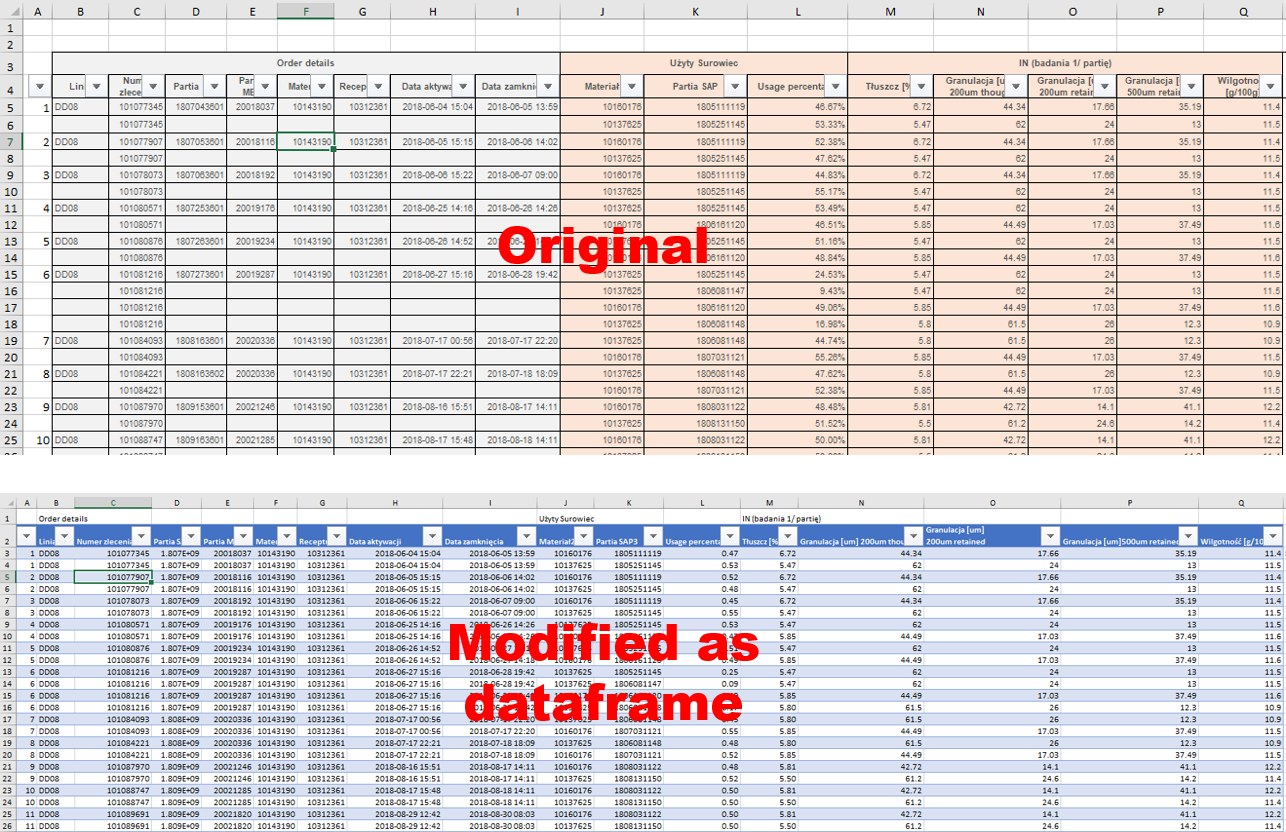 A B C D E F G H I J K L M N O P Q
1
2
3 Order details Użyty Surowiec IN (badania 1/ partię)
Num Par Granulacja [u Granulacja [ Granulacja [ Wilgotno
4 Lin zlece Partia ME Mate Recep Data aktywa Data zamkni Materiał Partia SAP Usage percenta Tłuszcz [% 200um thoug 200um retain 500um retai [g/100g
5 1 DD08 101077345 1807043601 20018037 10143190 10312361 2018-06-04 15:04 2018-06-05 13:59 10160176 1805111119 46.67% 6.72 44.34 17.66 35.19 11.4
6 101077345 10137625 1805251145 53.33% 5.47 62 24 13 11.5
7 2 DD08 101077907 1807053601 20018116 10143190 10312361 2018-06-05 15:15 2018-06-06 14:02 10160176 1805111119 52.38% 6.72 44.34 17.66 35.19 11.4
8 101077907 10137625 1805251145 47.62% 5.47 62 24 13 11.5
9 3 DD08 101078073 1807063601 20018192 10143190 10312361 2018-06-06 15:22 2018-06-07 09:00 10160176 1805111119 44.83% 6.72 44.34 17.66 35.19 11.4
10 101078073 10137625 1805251145 55.17% 5.47 62 24 13 11.5
11 4 DD08 101080571 1807253601 20019176 10143190 10312361 2018-06-25 14:16 2018-06-26 14:26 10137625 1805251145 53.49% 5.47 62 24 13 11.5
12 101080571 10160176 1806161120 46.51% 5.85 44.49 17.03 37.49 11.6
13 5 DD08 101080876 1807263601 20019234 10143190 10312361 2018-06-26 14:52 51.16% 5.47 62 24 13 11.5
Original
14 101080876 48.84% 5.85 44.49 17.03 37.49 11.6
15 6 DD08 101081216 1807273601 20019287 10143190 10312361 2018-06-27 15:16 2018-06-28 19:42 10137625 1805251145 24.53% 5.47 62 24 13 11.5
16 101081216 10137625 1806081147 9.43% 5.47 62 24 13 11.5
17 101081216 10160176 1806161120 49.06% 5.85 44.49 17.03 37.49 11.6
18 101081216 10137625 1806081148 16.98% 5.8 61.5 26 12.3 10.9
19 7 DD08 101084093 1808163601 20020336 10143190 10312361 2018-07-17 00:56 2018-07-17 22:20 10137625 1806081148 44.74% 5.8 61.5 26 12.3 10.9
20 101084093 10160176 1807031121 55.26% 5.85 44.49 17.03 37.49 11.5
21 8 DD08 101084221 1808163602 20020336 10143190 10312361 2018-07-17 22:21 2018-07-18 18:09 10137625 1806081148 47.62% 5.8 61.5 26 12.3 10.9
22 101084221 10160176 1807031121 52.38% 5.85 44.49 17.03 37.49 11.5
23 9 DD08 101087970 1809153601 20021246 10143190 10312361 2018-08-16 15:51 2018-08-17 14:11 10160176 1808031122 48.48% 5.81 42.72 14.1 41.1 12.2
24 101087970 10137625 1808131150 51.52% 5.5 61.2 24.6 14.2 11.4
25 10 DD08 101088747 1809163601 20021285 10143190 10312361 2018-08-17 15:48 2018-08-18 14:11 10160176 1808031122 50.00% 5.81 42.72 14.1 41.1 12.2
A B C D E F G H I J K L M N O P Q
1 Order details Użyty Surowiec IN (badania 1/ partię)
Granulacja [um]
2 Linia Numer zlecenia Partia S Partia M Mate Recept Data aktywacji Data zamknięcia Materiał2 Partia SAP3 Usage percenta Tłuszcz [% Granulacja [um] 200um thou 200um retained Granulacja [um]500um retained Wilgotność [g/10
3 1 DD08 101077345 1.807E+09 20018037 10143190 10312361 2018-06-04 15:04 2018-06-05 13:59 10160176 1805111119 0.47 6.72 44.34 17.66 35.19 11.4
4 1 DD08 101077345 1.807E+09 20018037 10143190 10312361 2018-06-04 15:04 2018-06-05 13:59 10137625 1805251145 0.53 5.47 62 24 13 11.5
5 2 DD08 101077907 1.807E+09 20018116 10143190 10312361 2018-06-05 15:15 2018-06-06 14:02 10160176 1805111119 0.52 6.72 44.34 17.66 35.19 11.4
6 2 DD08 101077907 1.807E+09 20018116 10143190 10312361 2018-06-05 15:15 2018-06-06 14:02 10137625 1805251145 0.48 5.47 62 24 13 11.5
7 3 DD08 101078073 1.807E+09 20018192 10143190 10312361 2018-06-06 15:22 2018-06-07 09:00 10160176 1805111119 0.45 6.72 44.34 17.66 35.19 11.4
8 3 DD08 101078073 1.807E+09 20018192 10143190 10312361 2018-06-06 15:22 2018-06-07 09:00 10137625 1805251145 0.55 5.47 62 24 13 11.5
9 4 DD08 101080571 1.807E+09 20019176 10143190 10312361 2018-06-25 14:16 2018-06-26 14:26 10137625 1805251145 0.53 5.47 62 24 13 11.5
10 4 DD08 101080571 1.807E+09 20019176 10143190 10312361 2018-06-25 14:16 5.85 44.49 17.03 37.49 11.6
Modified as
11 5 DD08 101080876 1.807E+09 20019234 10143190 10312361 2018-06-26 14:52 5.47 62 24 13 11.5
12 5 DD08 101080876 1.807E+09 20019234 10143190 10312361 2018-06-26 14:52 5.85 44.49 17.03 37.49 11.6
13 6 DD08 101081216 1.807E+09 20019287 10143190 10312361 2018-06-27 15:16 2018-06-28 19:42 10137625 1805251145 0.25 5.47 62 24 13 11.5
14 6 DD08 101081216 1.807E+09 20019287 10143190 10312361 2018-06-27 15:16 2018-06-28 19:42 10137625 1806081147 0.09 5.47 62 24 13 11.5
15 6 DD08 101081216 1.807E+09 20019287 10143190 10312361 2018-06-27 15:16 5.85 44.49 17.03 37.49 11.6
dataframe
16 6 DD08 101081216 1.807E+09 20019287 10143190 10312361 2018-06-27 15:16 5.80 61.5 26 12.3 10.9
17 7 DD08 101084093 1.808E+09 20020336 10143190 10312361 2018-07-17 00:56 5.80 61.5 26 12.3 10.9
18 7 DD08 101084093 1.808E+09 20020336 10143190 10312361 2018-07-17 00:56 2018-07-17 22:20 10160176 1807031121 0.55 5.85 44.49 17.03 37.49 11.5
19 8 DD08 101084221 1.808E+09 20020336 10143190 10312361 2018-07-17 22:21 2018-07-18 18:09 10137625 1806081148 0.48 5.80 61.5 26 12.3 10.9
20 8 DD08 101084221 1.808E+09 20020336 10143190 10312361 2018-07-17 22:21 2018-07-18 18:09 10160176 1807031121 0.52 5.85 44.49 17.03 37.49 11.5
21 9 DD08 101087970 1.809E+09 20021246 10143190 10312361 2018-08-16 15:51 2018-08-17 14:11 10160176 1808031122 0.48 5.81 42.72 14.1 41.1 12.2
22 9 DD08 101087970 1.809E+09 20021246 10143190 10312361 2018-08-16 15:51 2018-08-17 14:11 10137625 1808131150 0.52 5.50 61.2 24.6 14.2 11.4
23 10 DD08 101088747 1.809E+09 20021285 10143190 10312361 2018-08-17 15:48 2018-08-18 14:11 10160176 1808031122 0.50 5.81 42.72 14.1 41.1 12.2
24 10 DD08 101088747 1.809E+09 20021285 10143190 10312361 2018-08-17 15:48 2018-08-18 14:11 10137625 1808131150 0.50 5.50 61.2 24.6 14.2 11.4
25 11 DD08 101089691 1.809E+09 20021820 10143190 10312361 2018-08-29 12:42 2018-08-30 08:03 10160176 1808031122 0.50 5.81 42.72 14.1 41.1 12.2
26 11 DD08 101089691 1.809E+09 20021820 10143190 10312361 2018-08-29 12:42 2018-08-30 08:03 10137625 1808131150 0.50 5.50 61.2 24.6 14.2 11.4